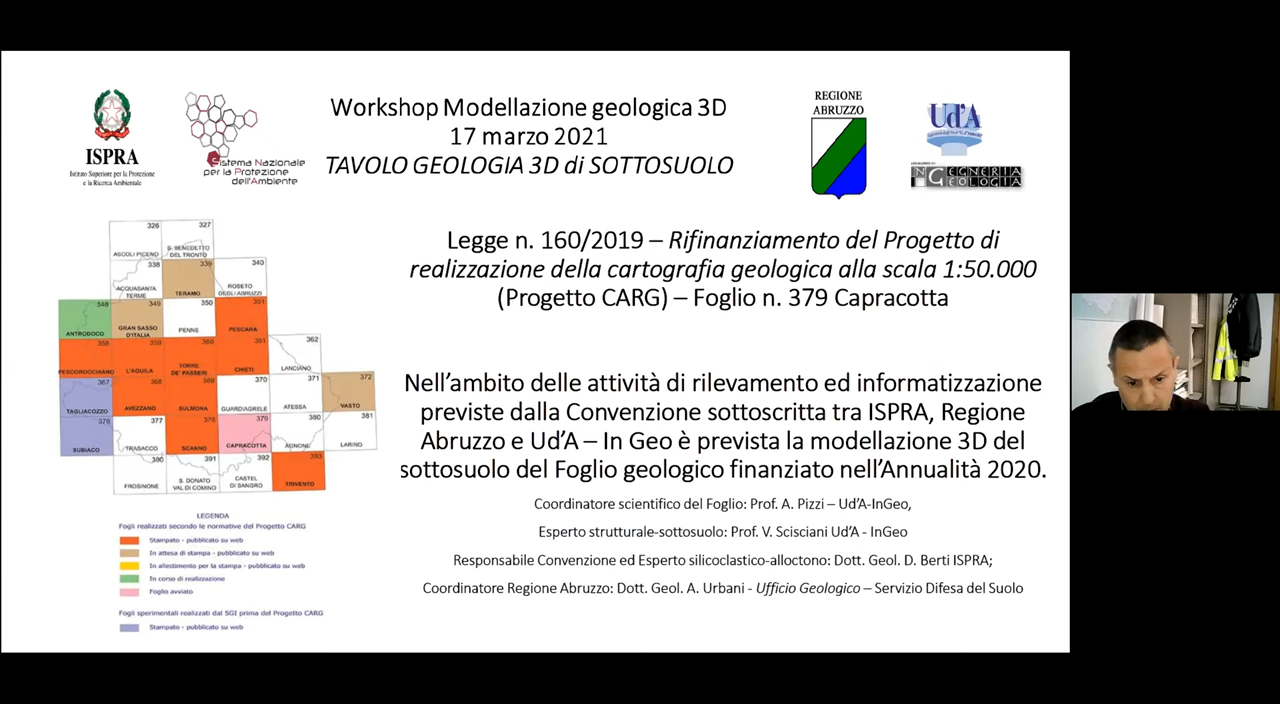 Workshop Modellazione geologica 3D
17 marzo 2021
TAVOLO GEOLOGIA 3D di SOTTOSUOLO
ISPRA
Istituto Superiore per la Protezione
e la Ricerca Ambientale
Sistema Nazionale
per la Protezione
dell'Ambiente
REGIONE
ABRUZZO
Ud'A
INGEGNERIA
GEOLOGIA
Legge n. 160/2019 – Rifinanziamento del Progetto di
realizzazione della cartografia geologica alla scala 1:50.000
(Progetto CARG) – Foglio n. 379 Capracotta
Nell'ambito delle attività di rilevamento ed informatizzazione
previste dalla Convenzione sottoscritta tra ISPRA, Regione
Abruzzo e Ud'A – In Geo è prevista la modellazione 3D del
sottosuolo del Foglio geologico finanziato nell'Annualità 2020.
Coordinatore scientifico del Foglio: Prof. A. Pizzi – Ud'A-InGeo,
Esperto strutturale-sottosuolo: Prof. V. Scisciani Ud'A - InGeo
Responsabile Convenzione ed Esperto silicoclastico-alloctono: Dott. Geol. D. Berti ISPRA;
Coordinatore Regione Abruzzo: Dott. Geol. A. Urbani - Ufficio Geologico – Servizio Difesa del Suolo
326
327
ASCOLI PICENO
S. BENEDETTO
DEL TRONTO
338
339
340
ACQUASANTA
TERME
TERAMO
ROSETO
DEGLI ABRUZZI
348
349
350
351
ANTRODOCO
GRAN SASSO
D'ITALIA
PENNE
PESCARA
358
359
360
361
362
PESCOROCCHIANO
L'AQUILA
TORRE
DE' PASSERI
CHIETI
LANCIANO
367
368
369
370
371
372
TAGLIACOZZO
AVEZZANO
SULMONA
GUARDIAGRELE
ATESSA
VASTO
376
377
378
379
380
381
SUBIACO
TRASACCO
SCANNO
CAPRACOTTA
AGNONE
LARINO
390
391
392
393
FROSINONE
S. DONATO
VAL DI COMINO
CASTEL
DI SANGRO
TRIVENTO
LEGENDA
Fogli realizzati secondo le normative del Progetto CARG
Stampato - pubblicato su web
In attesa di stampa - pubblicato su web
In allestimento per la stampa - pubblicato su web
In corso di realizzazione
Foglio avviato
Fogli sperimentali realizzati dal SGI prima del Progetto CARG
Stampato - pubblicato su web